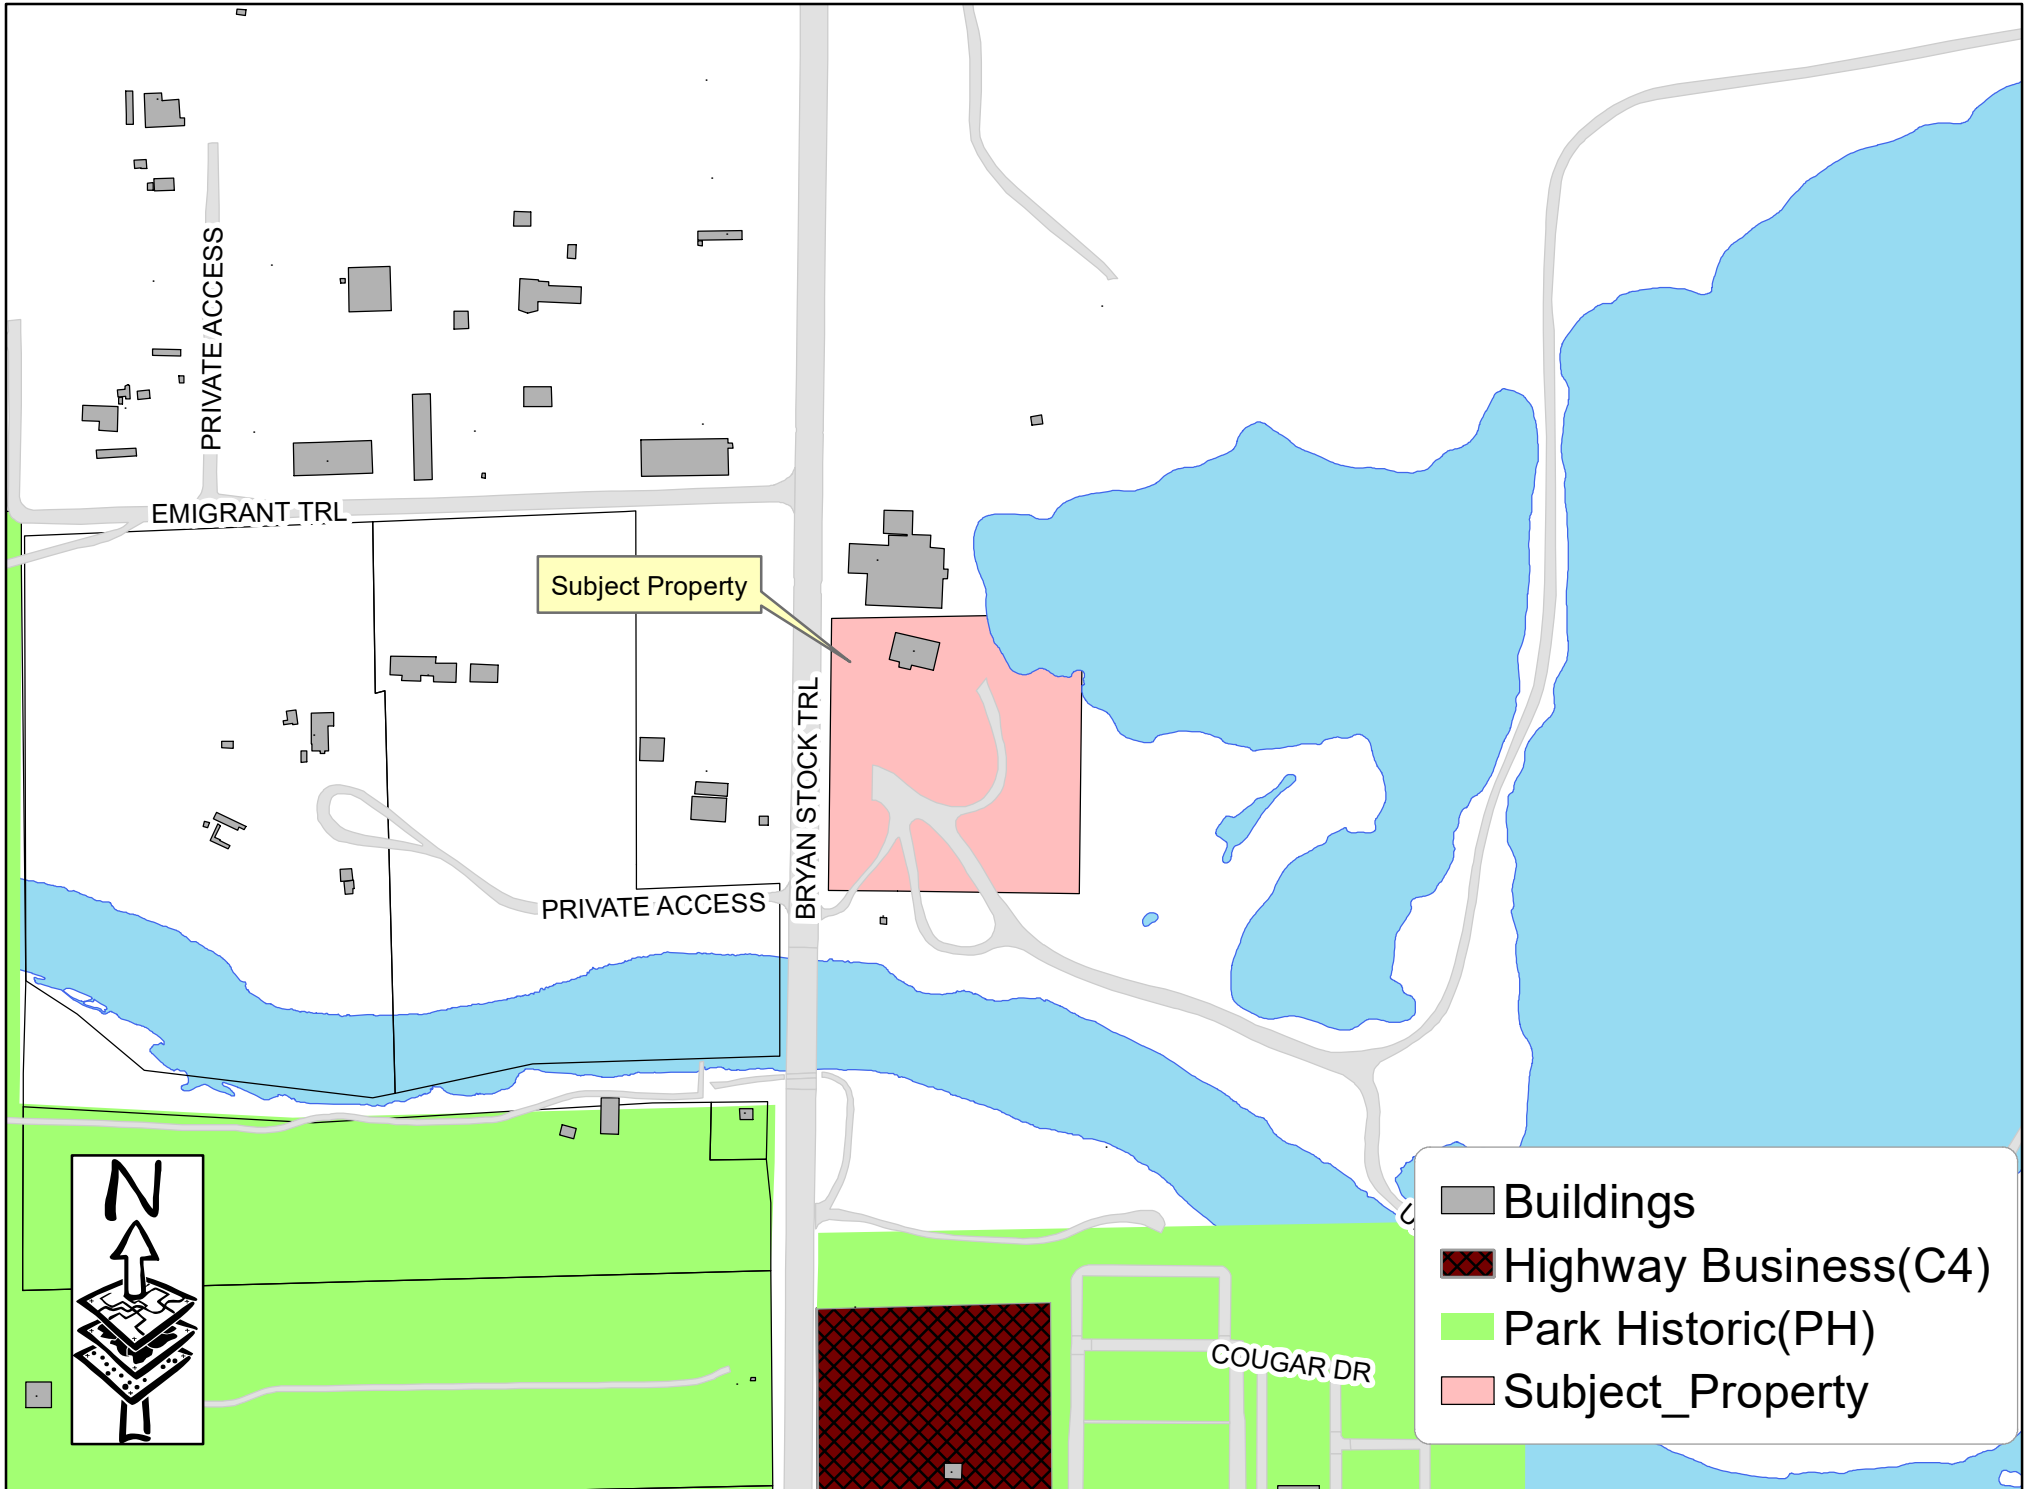 PRIVATE ACCESS
EMIGRANT TRL
Subject Property
BRYAN STOCK TRL
PRIVATE ACCESS
U
COUGAR DR
N
Buildings
Highway Business(C4)
Park Historic(PH)
Subject_Property